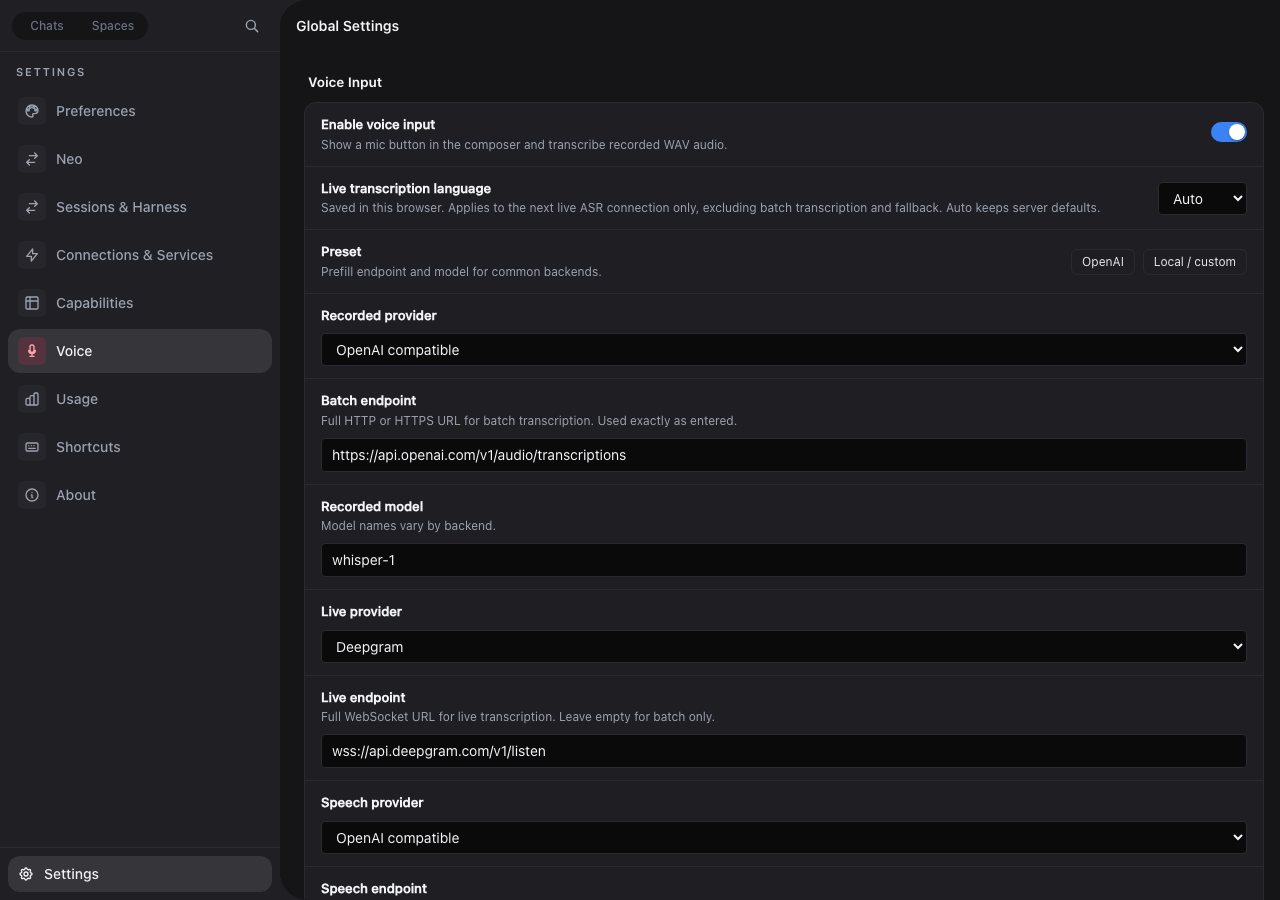 Chats
Spaces
SETTINGS
Preferences
Neo
Sessions & Harness
Connections & Services
Capabilities
Voice
Usage
Shortcuts
About
Settings
Global Settings
Voice Input
Enable voice input
Show a mic button in the composer and transcribe recorded WAV audio.
Live transcription language
Saved in this browser. Applies to the next live ASR connection only, excluding batch transcription and fallback. Auto keeps server defaults.
Auto
Preset
Prefill endpoint and model for common backends.
OpenAI
Local / custom
Recorded provider
OpenAI compatible
Batch endpoint
Full HTTP or HTTPS URL for batch transcription. Used exactly as entered.
https://api.openai.com/v1/audio/transcriptions
Recorded model
Model names vary by backend.
whisper-1
Live provider
Deepgram
Live endpoint
Full WebSocket URL for live transcription. Leave empty for batch only.
wss://api.deepgram.com/v1/listen
Speech provider
OpenAI compatible
Speech endpoint